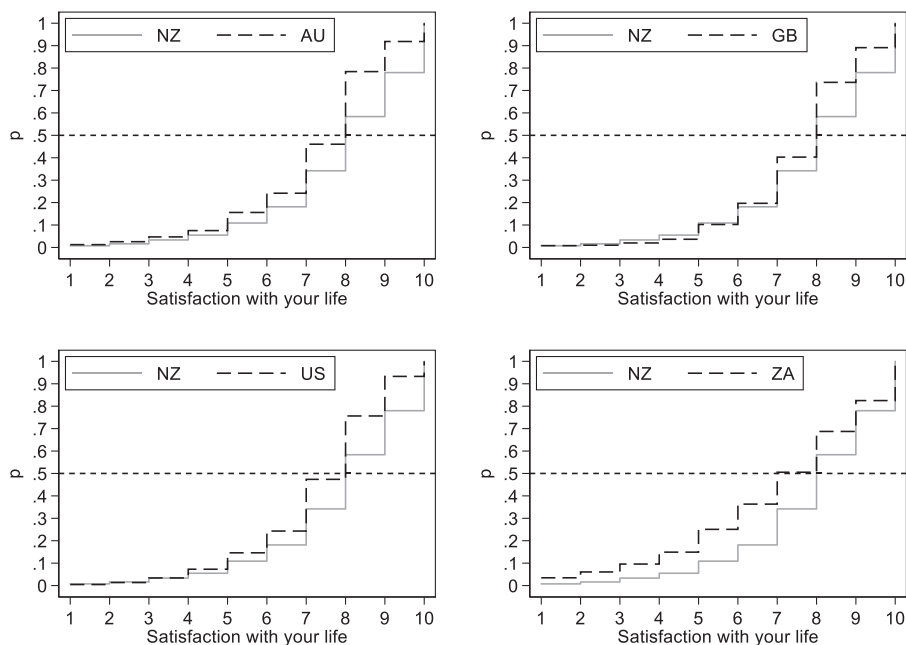 NZ AU
1
.9
.8
.7
.6
.5
.4
.3
.2
.1
0
p
1 2 3 4 5 6 7 8 9 10
Satisfaction with your life
NZ GB
1
.9
.8
.7
.6
.5
.4
.3
.2
.1
0
p
1 2 3 4 5 6 7 8 9 10
Satisfaction with your life
NZ US
1
.9
.8
.7
.6
.5
.4
.3
.2
.1
0
p
1 2 3 4 5 6 7 8 9 10
Satisfaction with your life
NZ ZA
1
.9
.8
.7
.6
.5
.4
.3
.2
.1
0
p
1 2 3 4 5 6 7 8 9 10
Satisfaction with your life